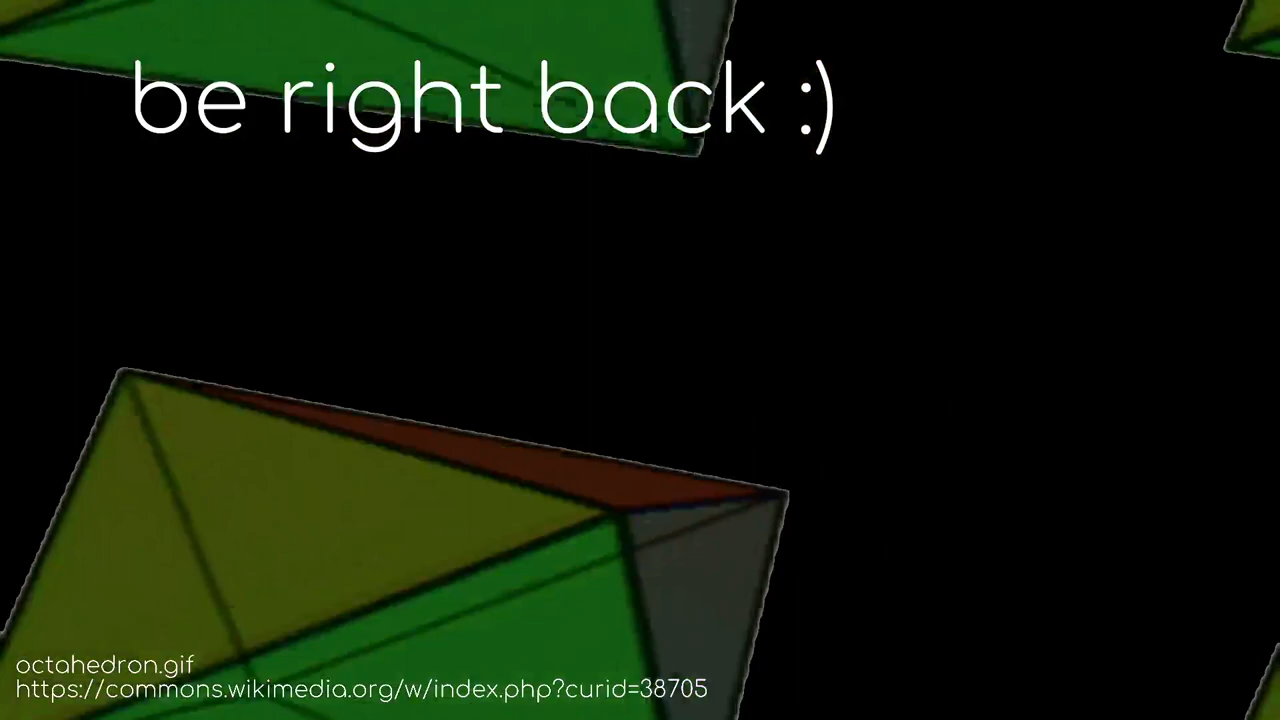 be right back :)
octahedron.gif
https://commons.wikimedia.org/w/index.php?curid=38705